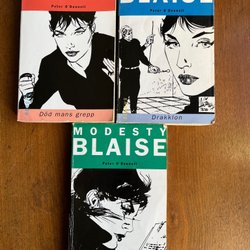 Peter O'Donnell
Död mans grepp
BLAISE
Peter O'Donnell
Drakklon
MODESTY
BLAISE
Peter O'Donnell